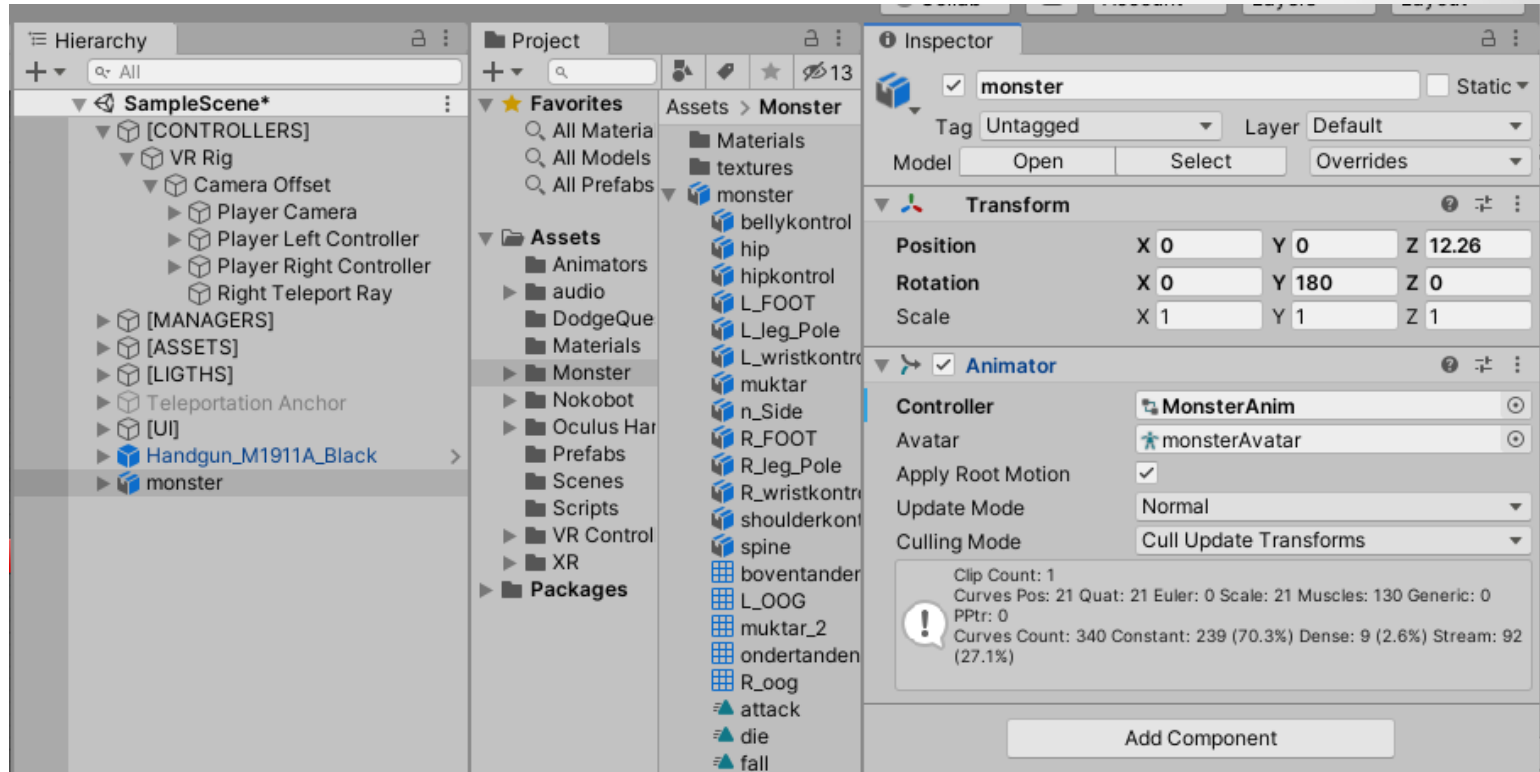 Hierarchy
All
SampleScene*
[CONTROLLERS]
VR Rig
Camera Offset
Player Camera
Player Left Controller
Player Right Controller
Right Teleport Ray
[MANAGERS]
[ASSETS]
[LIGTHS]
Teleportation Anchor
[UI]
Handgun_M1911A_Black
monster
Project
13
Favorites
All Materia
All Models
All Prefabs
Assets
Animators
audio
DodgeQue
Materials
Monster
Nokobot
Oculus Har
Prefabs
Scenes
Scripts
VR Control
XR
Packages
Assets > Monster
Materials
textures
monster
bellykontrol
hip
hipkontrol
L_FOOT
L_leg_Pole
L_wristkontro
muktar
n_Side
R_FOOT
R_leg_Pole
R_wristkontro
shoulderkont
spine
boventander
L_OOG
muktar_2
ondertanden
R_oog
attack
die
fall
Inspector
monster Static
Tag Untagged Layer Default
Model Open Select Overrides
Transform
Position X 0 Y 0 Z 12.26
Rotation X 0 Y 180 Z 0
Scale X 1 Y 1 Z 1
Animator
Controller MonsterAnim
Avatar monsterAvatar
Apply Root Motion
Update Mode Normal
Culling Mode Cull Update Transforms
Clip Count: 1
Curves Pos: 21 Quat: 21 Euler: 0 Scale: 21 Muscles: 130 Generic: 0
PPtr: 0
Curves Count: 340 Constant: 239 (70.3%) Dense: 9 (2.6%) Stream: 92
(27.1%)
Add Component